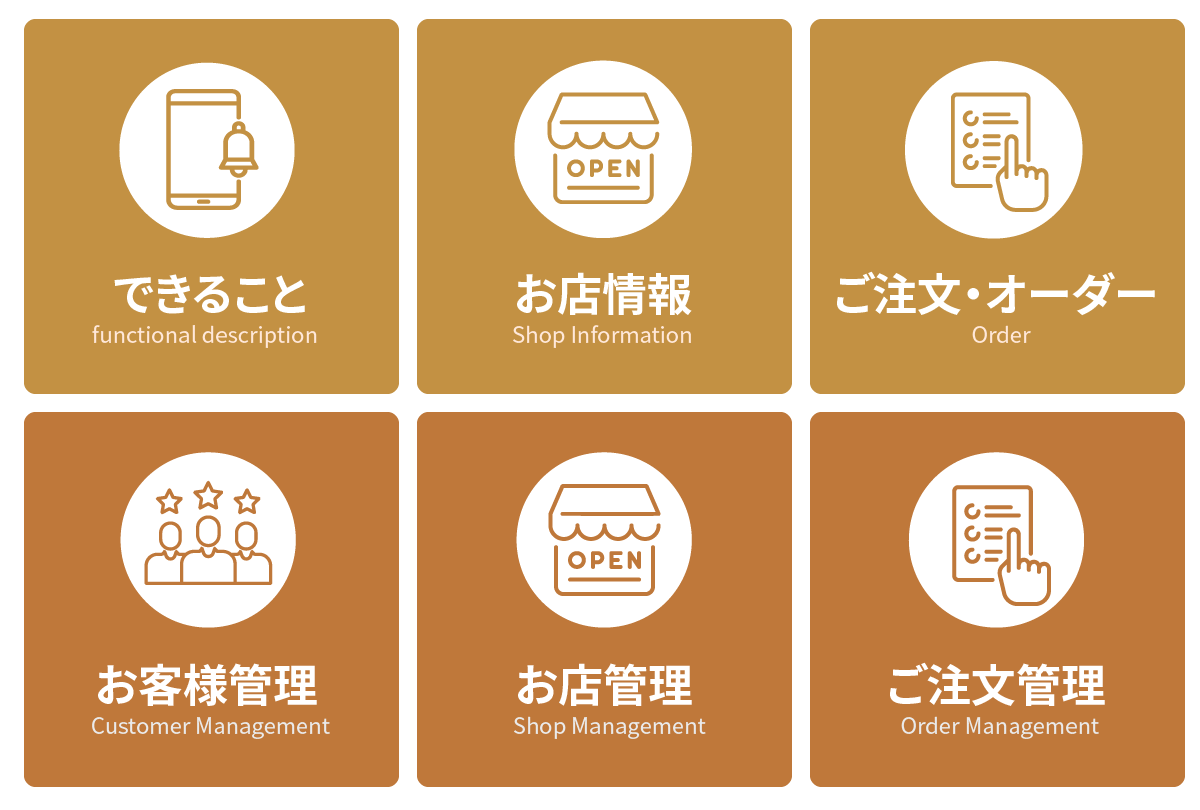 できること
functional description
OPEN
お店情報
Shop Information
ご注文・オーダー
Order
お客様管理
Customer Management
OPEN
お店管理
Shop Management
ご注文管理
Order Management